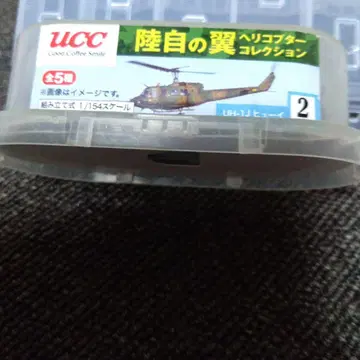 UCC
Good Coffee Smile
陸自の翼
ヘリコプター
コレクション
全5種
※画像はイメージです。
組み立て式 1/154スケール
UH-1J ヒューイ
2